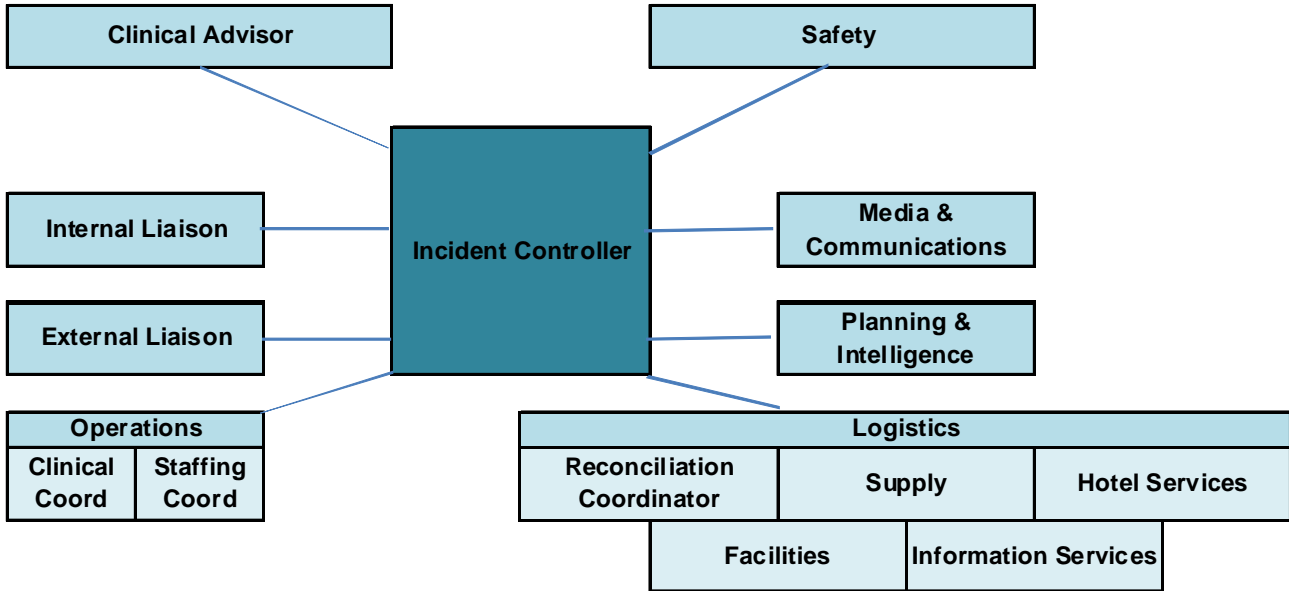 Clinical Advisor
Safety
Internal Liaison
Incident Controller
Media &
Communications
External Liaison
Planning &
Intelligence
Operations
Clinical
Coord
Staffing
Coord
Logistics
Reconciliation
Coordinator
Supply
Hotel Services
Facilities
Information Services